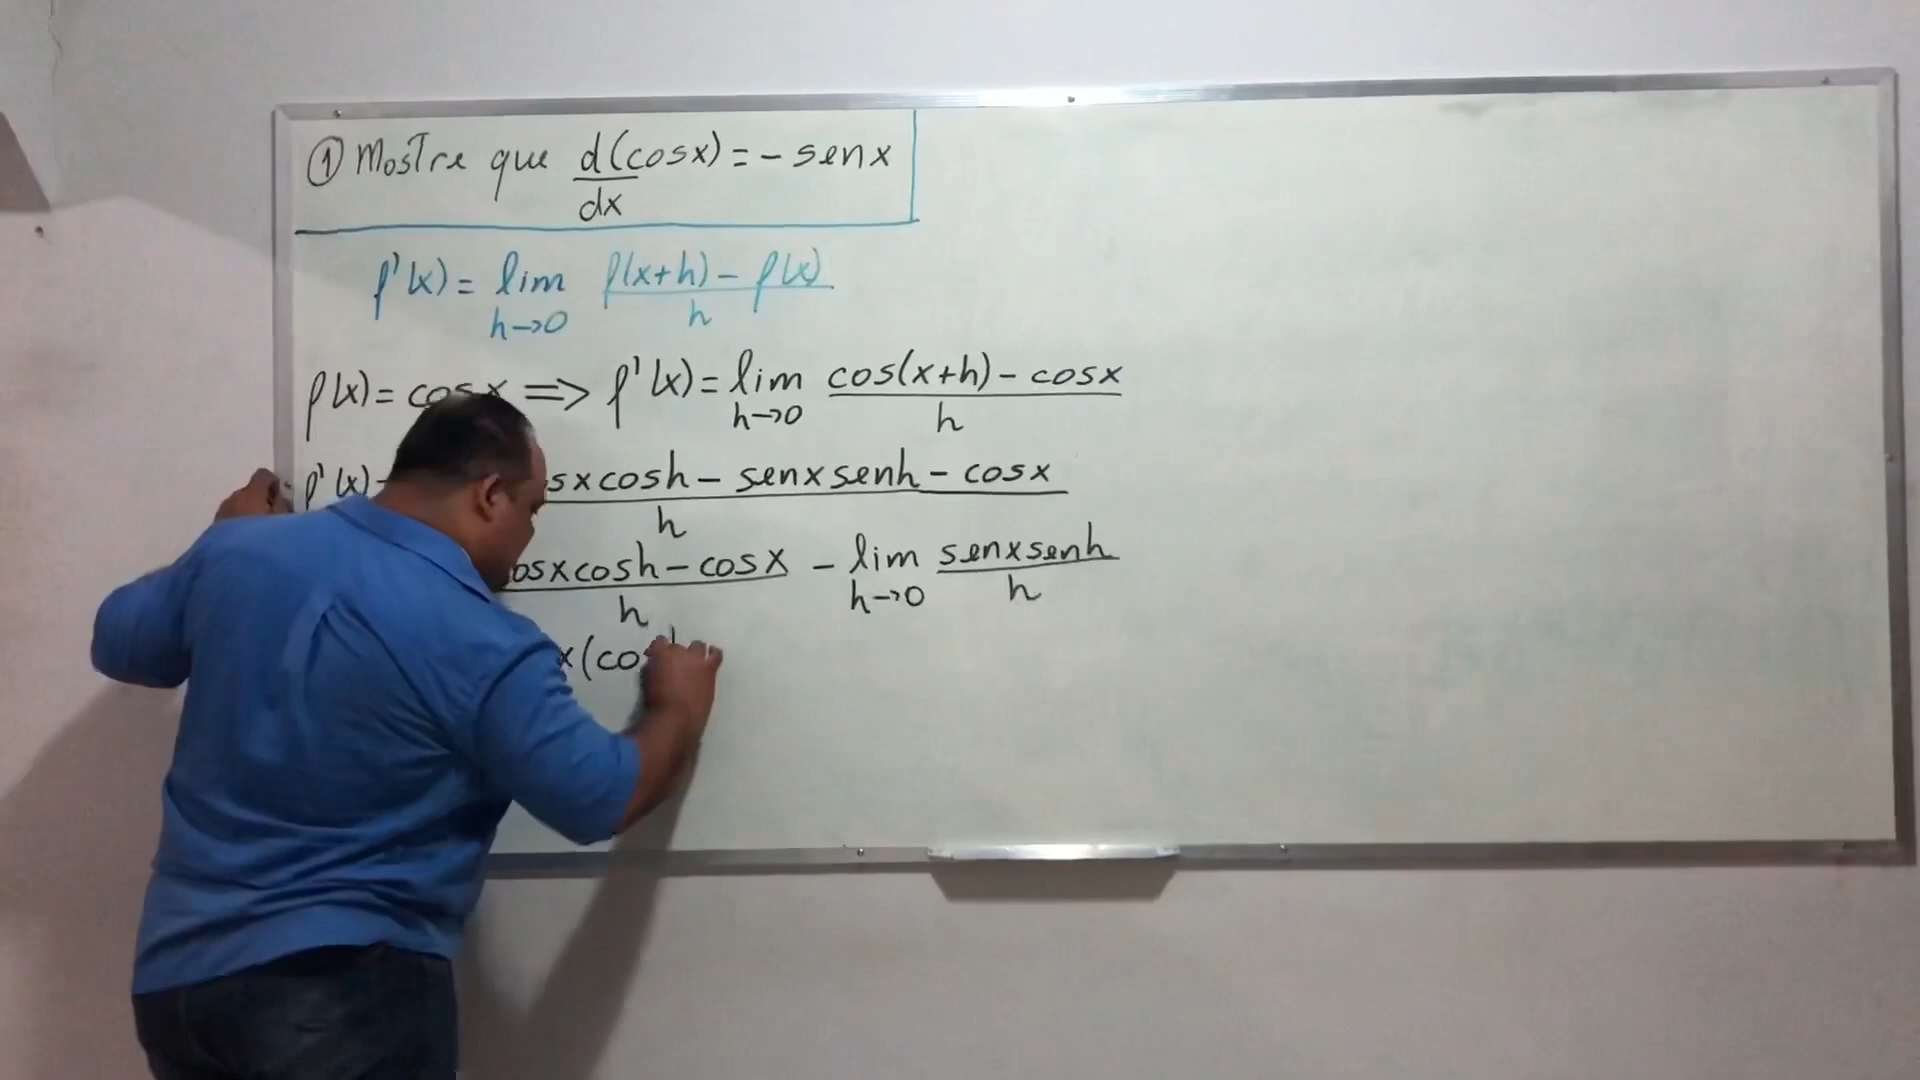 ① Mostre que d(cosx)/dx = - senx
f'(x) = lim h→0 f(x+h) - f(x) / h
f(x) = cosx => f'(x) = lim h→0 cos(x+h) - cosx / h
f'(x) sxcosh - senxsenh - cosx / h
osxcosh - cosx / h - lim h→0 senxsenh / h
x(cos